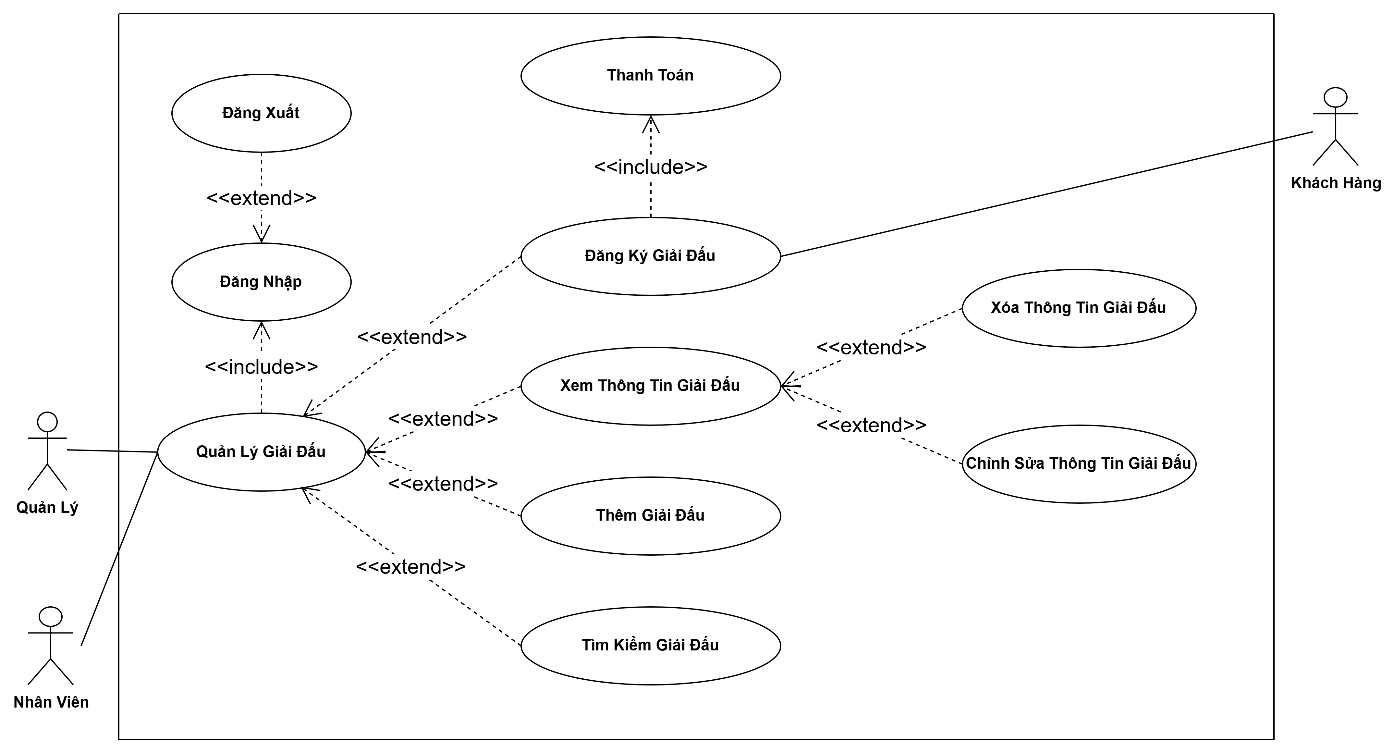 Thanh Toán
Đăng Xuất
<<include>>
Khách Hàng
<<extend>>
Đăng Ký Giải Đấu
Đăng Nhập
Xóa Thông Tin Giải Đấu
<<extend>>
<<extend>>
<<include>>
Xem Thông Tin Giải Đấu
<<extend>>
<<extend>>
Quản Lý Giải Đấu
Chỉnh Sửa Thông Tin Giải Đấu
<<extend>>
Quản Lý
Thêm Giải Đấu
<<extend>>
Tìm Kiếm Giải Đấu
Nhân Viên